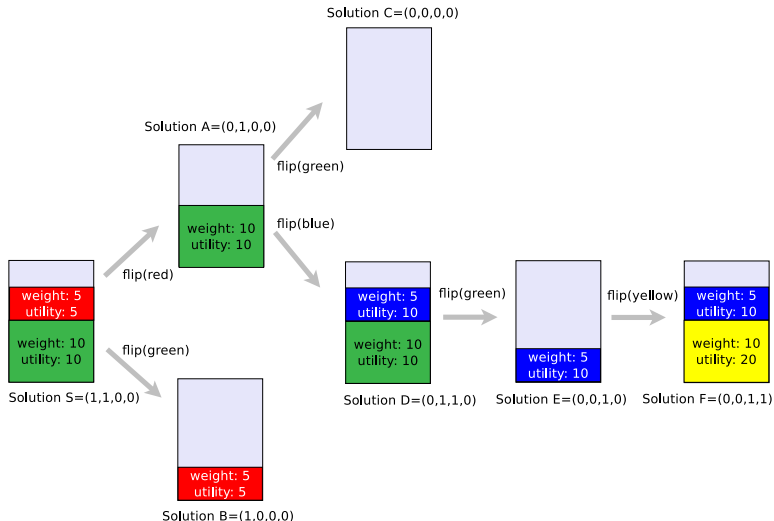 Solution C=(0,0,0,0)
Solution A=(0,1,0,0)
flip(green)
flip(blue)
weight: 10
utility: 10
flip(red)
weight: 5
utility: 5
weight: 10
utility: 10
Solution S=(1,1,0,0)
flip(green)
weight: 5
utility: 5
Solution B=(1,0,0,0)
weight: 5
utility: 10
weight: 10
utility: 10
Solution D=(0,1,1,0)
flip(green)
weight: 5
utility: 10
Solution E=(0,0,1,0)
flip(yellow)
weight: 5
utility: 10
weight: 10
utility: 20
Solution F=(0,0,1,1)